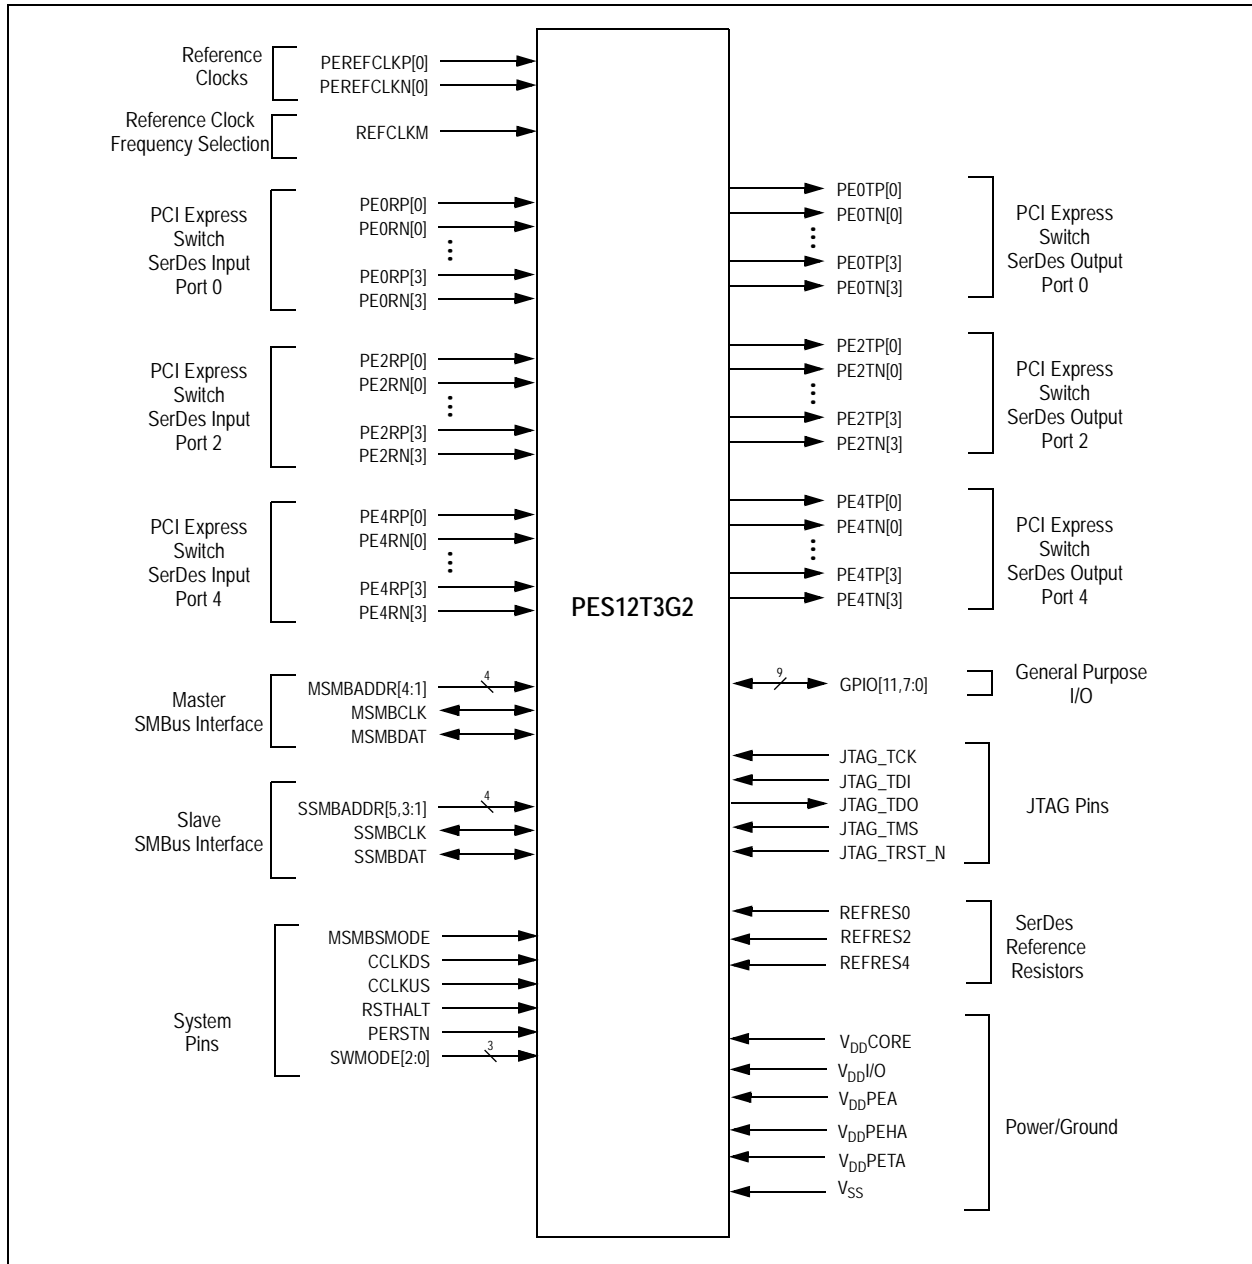 Reference
Clocks
PEREFCLKP[0]
PEREFCLKN[0]
Reference Clock
Frequency Selection
REFCLKM
PCI Express
Switch
SerDes Input
Port 0
PE0RP[0]
PE0RN[0]
PE0RP[3]
PE0RN[3]
PCI Express
Switch
SerDes Input
Port 2
PE2RP[0]
PE2RN[0]
PE2RP[3]
PE2RN[3]
PCI Express
Switch
SerDes Input
Port 4
PE4RP[0]
PE4RN[0]
PE4RP[3]
PE4RN[3]
Master
SMBus Interface
MSMBADDR[4:1]
4
MSMBCLK
MSMBDAT
Slave
SMBus Interface
SSMBADDR[5,3:1]
4
SSMBCLK
SSMBDAT
System
Pins
MSMBSMODE
CCLKDS
CCLKUS
RSTHALT
PERSTN
SWMODE[2:0]
3
PES12T3G2
PE0TP[0]
PE0TN[0]
PE0TP[3]
PE0TN[3]
PCI Express
Switch
SerDes Output
Port 0
PE2TP[0]
PE2TN[0]
PE2TP[3]
PE2TN[3]
PCI Express
Switch
SerDes Output
Port 2
PE4TP[0]
PE4TN[0]
PE4TP[3]
PE4TN[3]
PCI Express
Switch
SerDes Output
Port 4
9
GPIO[11,7:0]
General Purpose
I/O
JTAG_TCK
JTAG_TDI
JTAG_TDO
JTAG_TMS
JTAG_TRST_N
JTAG Pins
REFRES0
REFRES2
REFRES4
SerDes
Reference
Resistors
VDDCORE
VDDI/O
VDDPEA
VDDPEHA
VDDPETA
VSS
Power/Ground